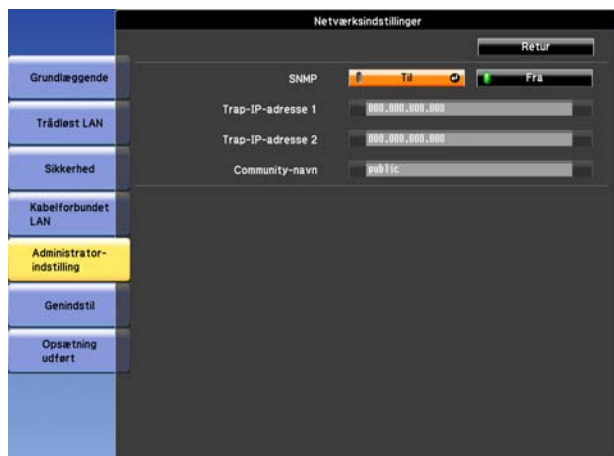 Netværksindstillinger
Retur
Grundlæggende
SNMP
Til
Fra
Trap-IP-adresse 1
000.000.000.000
Trådløst LAN
Trap-IP-adresse 2
000.000.000.000
Sikkerhed
Community-navn
public
Kabelforbundet
LAN
Administrator-
indstilling
Genindstil
Opsætning
udført